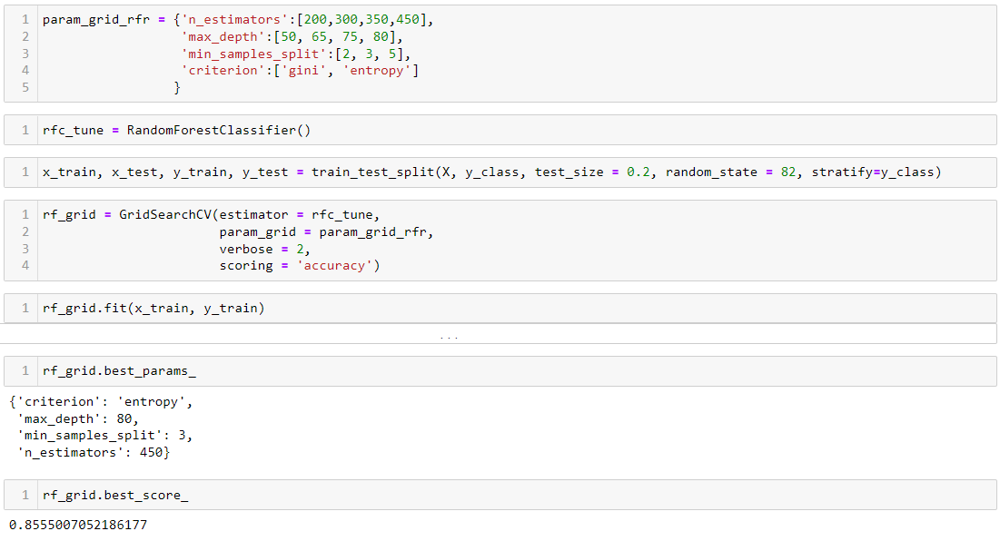 1 param_grid_rfr = {'n_estimators':[200,300,350,450],
2 'max_depth':[50, 65, 75, 80],
3 'min_samples_split':[2, 3, 5],
4 'criterion':['gini', 'entropy']
5 }
1 rfc_tune = RandomForestClassifier()
1 x_train, x_test, y_train, y_test = train_test_split(X, y_class, test_size = 0.2, random_state = 82, stratify=y_class)
1 rf_grid = GridSearchCV(estimator = rfc_tune,
2 param_grid = param_grid_rfr,
3 verbose = 2,
4 scoring = 'accuracy')
1 rf_grid.fit(x_train, y_train)
...
1 rf_grid.best_params_
{'criterion': 'entropy',
'max_depth': 80,
'min_samples_split': 3,
'n_estimators': 450}
1 rf_grid.best_score_
0.8555007052186177